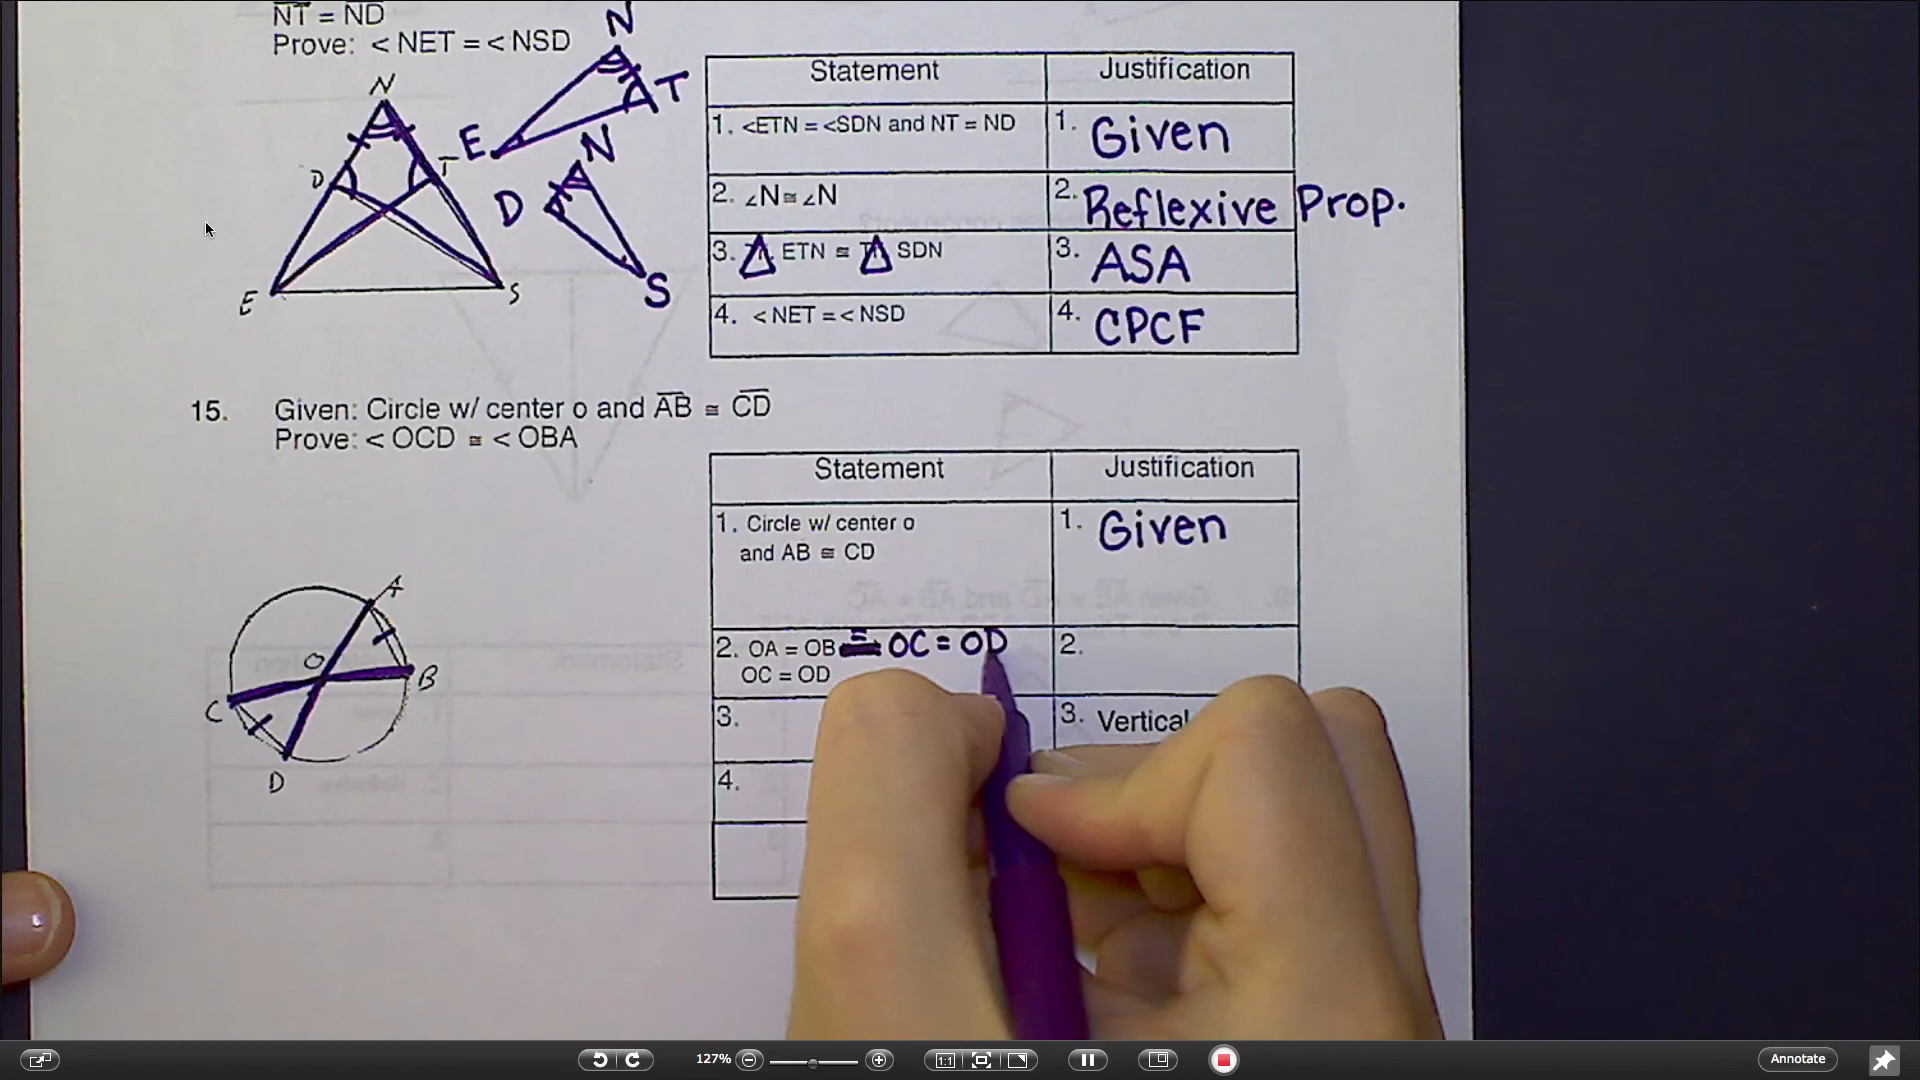 NT = ND
Prove: < NET = < NSD
N
D
T
E
S
N
E
T
N
D
S
Statement
Justification
1. <ETN = <SDN and NT = ND
1. Given
2. ∠N ≅ ∠N
2. Reflexive Prop.
3. △ ETN ≅ △ SDN
3. ASA
4. < NET = < NSD
4. CPCF
15. Given: Circle w/ center o and AB ≅ CD
Prove: < OCD ≅ < OBA
A
O
B
C
D
Statement
Justification
1. Circle w/ center o
and AB ≅ CD
1. Given
2. OA = OB = OC = OD
OC = OD
2.
3.
3. Vertical
4.
127%
1:1
Annotate